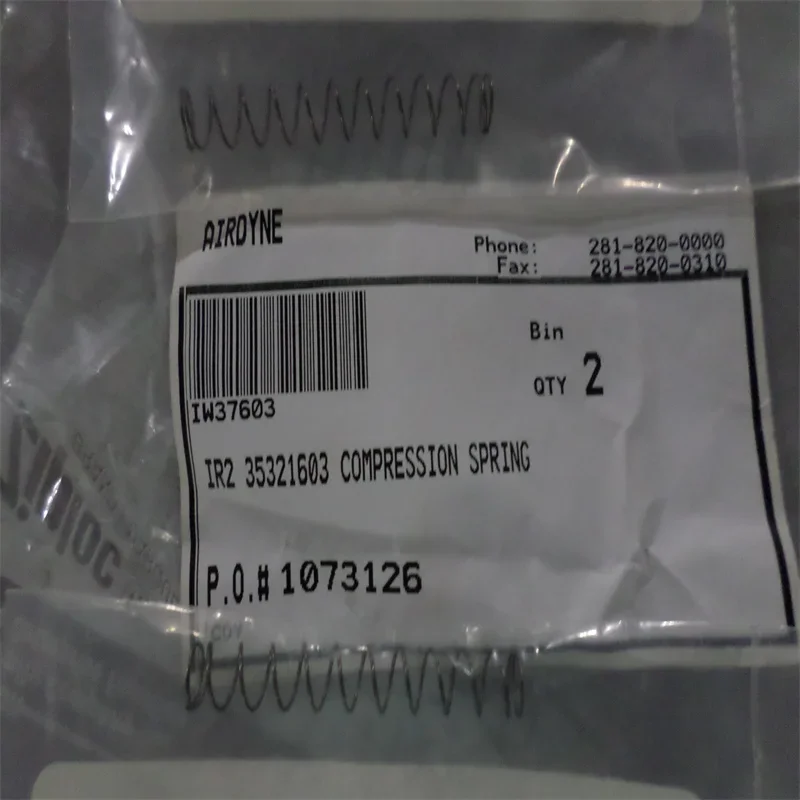 AIRDYNE
Phone: 281-820-0000
Fax: 281-820-0310
Bin
QTY 2
IW37603
IR2 35321603 COMPRESSION SPRING
P.O.# 1073126